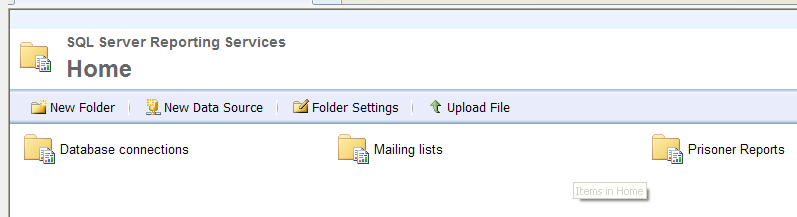 SQL Server Reporting Services
Home
New Folder New Data Source Folder Settings Upload File
Database connections Mailing lists Prisoner Reports
Items in Home